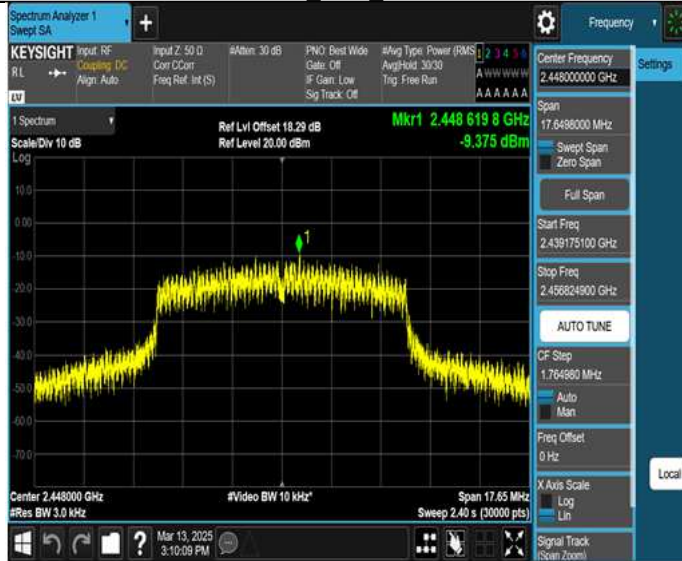 Spectrum Analyzer 1
Swept SA
+
Frequency
KEYSIGHT
RL
Input: RF
Coupling: DC
Align: Auto
Input Z: 50 Ω
Corr CCorr
Freq Ref: Int (S)
#Atten: 30 dB
PNO: Best Wide
Gate: Off
IF Gain: Low
Sig Track: Off
#Avg Type: Power (RMS
Avg|Hold: 30/30
Trig: Free Run
1 2 3 4 5 6
A W W W W W
A A A A A A
LV
1 Spectrum
Scale/Div 10 dB
Ref Lvl Offset 18.29 dB
Ref Level 20.00 dBm
Mkr1 2.448 619 8 GHz
-9.375 dBm
Log
10.0
0.00
-10.0
-20.0
-30.0
-40.0
-50.0
-60.0
-70.0
1
Center 2.448000 GHz
#Res BW 3.0 kHz
#Video BW 10 kHz*
Span 17.65 MHz
Sweep 2.40 s (30000 pts)
Mar 13, 2025
3:10:09 PM
?
Center Frequency
2.448000000 GHz
Span
17.6498000 MHz
Swept Span
Zero Span
Full Span
Start Freq
2.439175100 GHz
Stop Freq
2.456824900 GHz
AUTO TUNE
CF Step
1.764980 MHz
Auto
Man
Freq Offset
0 Hz
X Axis Scale
Log
Lin
Signal Track
(Span Zoom)
Settings
Local